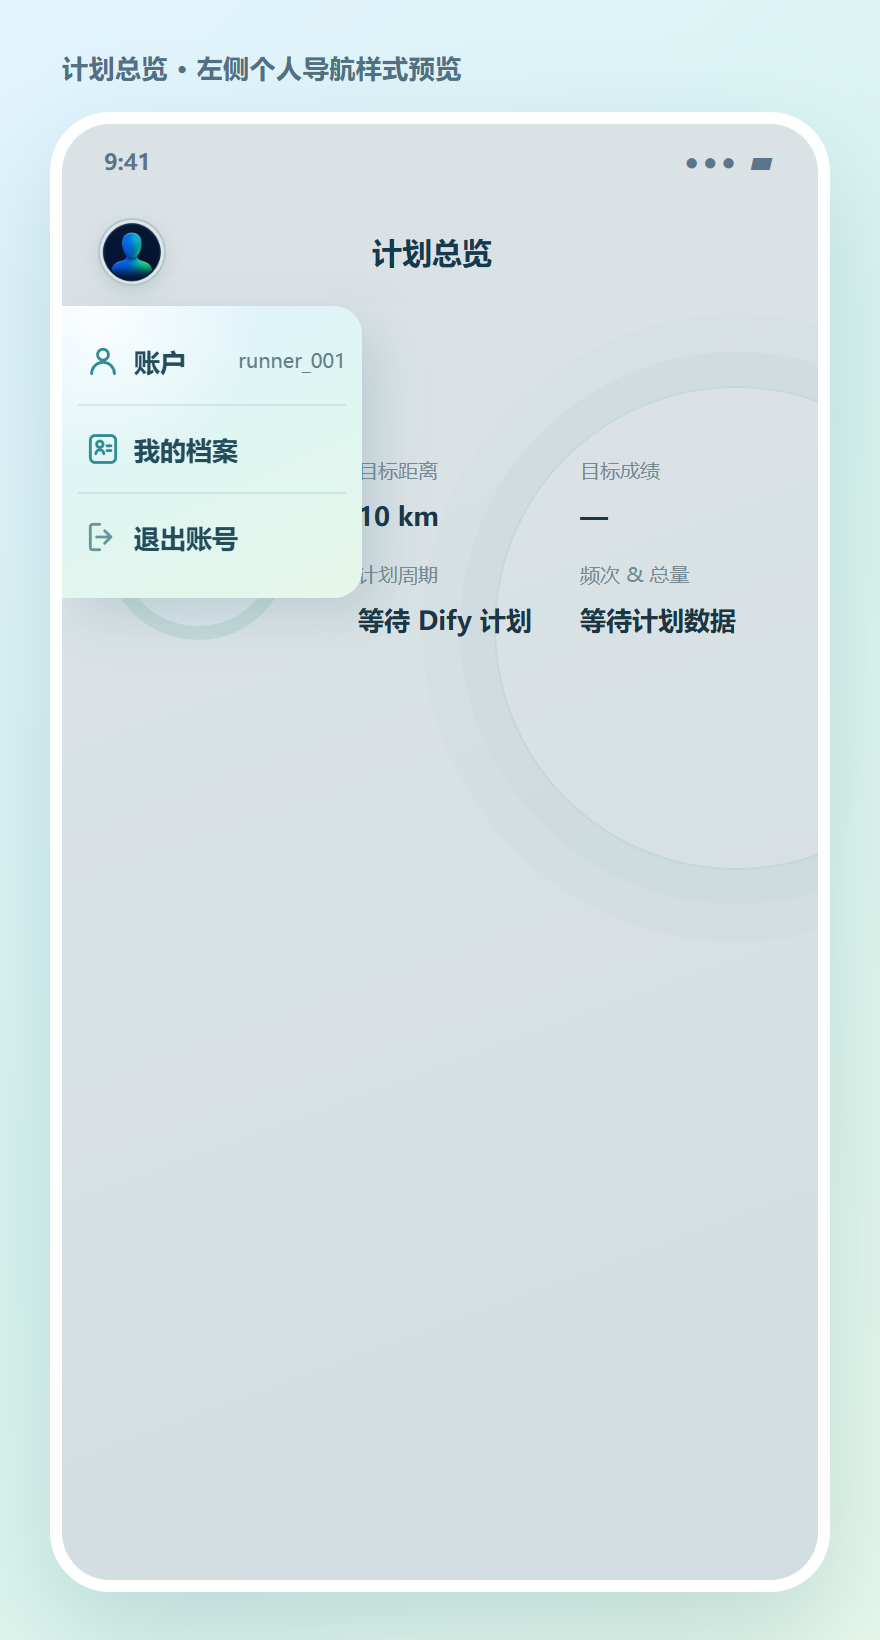 计划总览 • 左侧个人导航样式预览
9:41
计划总览
账户 runner_001
我的档案
退出账号
目标距离 目标成绩
10 km —
计划周期 频次 & 总量
等待 Dify 计划 等待计划数据